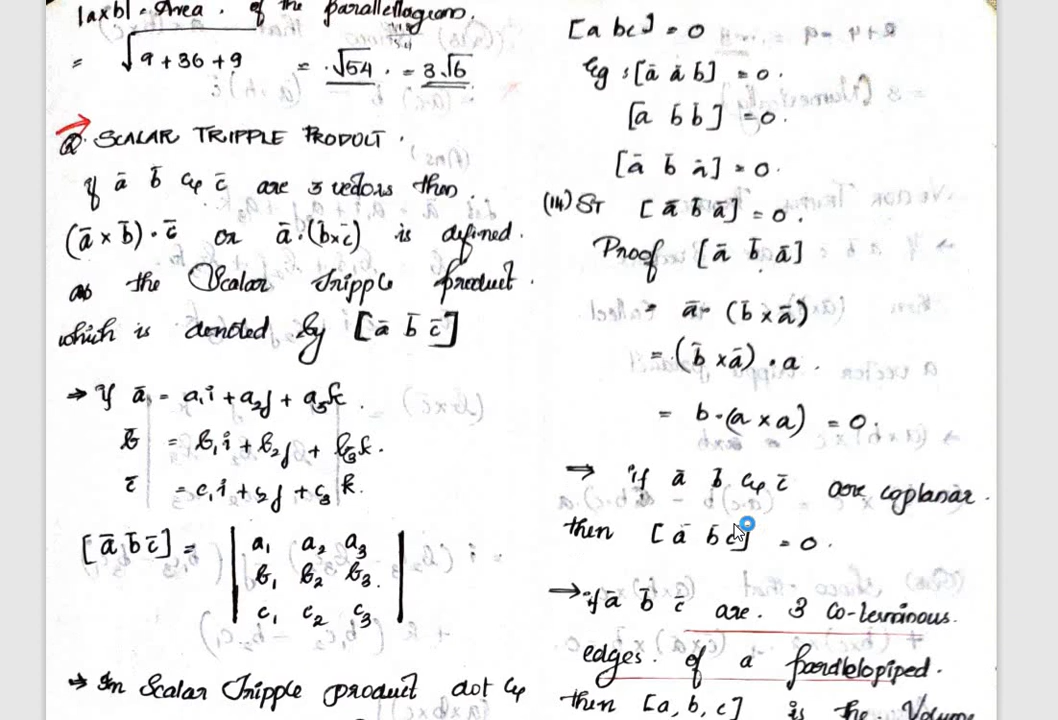 |axb| = Area. of the parallellogram.
= √9+36+9 = √54. = 3√6
Q. SCALAR TRIPPLE PRODUCT.
If ā b̄ & c̄ are 3 vectors then.
(ā × b̄) · c̄ or ā·(b×c̄) is defined.
as the Scalar Tripple product.
which is denoted by [ā b̄ c̄]
→ If ā = a₁i + a₂j + a₃k.
b̄ = b₁i + b₂j + b₃k.
c̄ = c₁i + c₂j + c₃k.
[ā b̄ c̄] = | a₁ a₂ a₃
b₁ b₂ b₃.
c₁ c₂ c₃ |
→ In Scalar Tripple product dot &
[a bc] = 0
Eg : [ā ā b] = 0.
[a b b] = 0.
[ā b̄ ā] = 0.
(14) ST [ā b̄ ā] = 0.
Proof [ā b̄ ā]
= ā· (b̄ × ā)
= (b̄ × ā) · a.
= b·(a × a) = 0.
⇒ if ā b̄ & c̄ are coplanar.
then [ā b̄ c̄] = 0.
→ if ā b̄ c̄ are. 3 Co-terminous.
edges. of a parallelopiped.
then [a, b, c] is the Volume